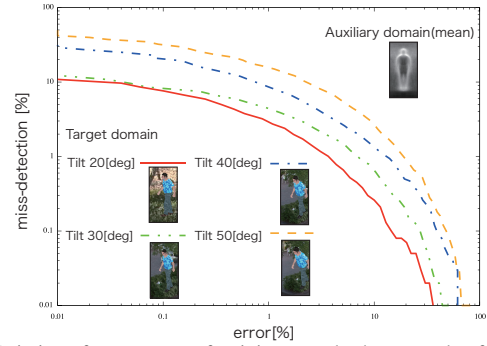 100
10
1
0.1
0.01
miss-detection [%]
Auxiliary domain(mean)
Target domain
Tilt 20[deg]
Tilt 40[deg]
Tilt 30[deg]
Tilt 50[deg]
0.01
0.1
1
10
100
error[%]